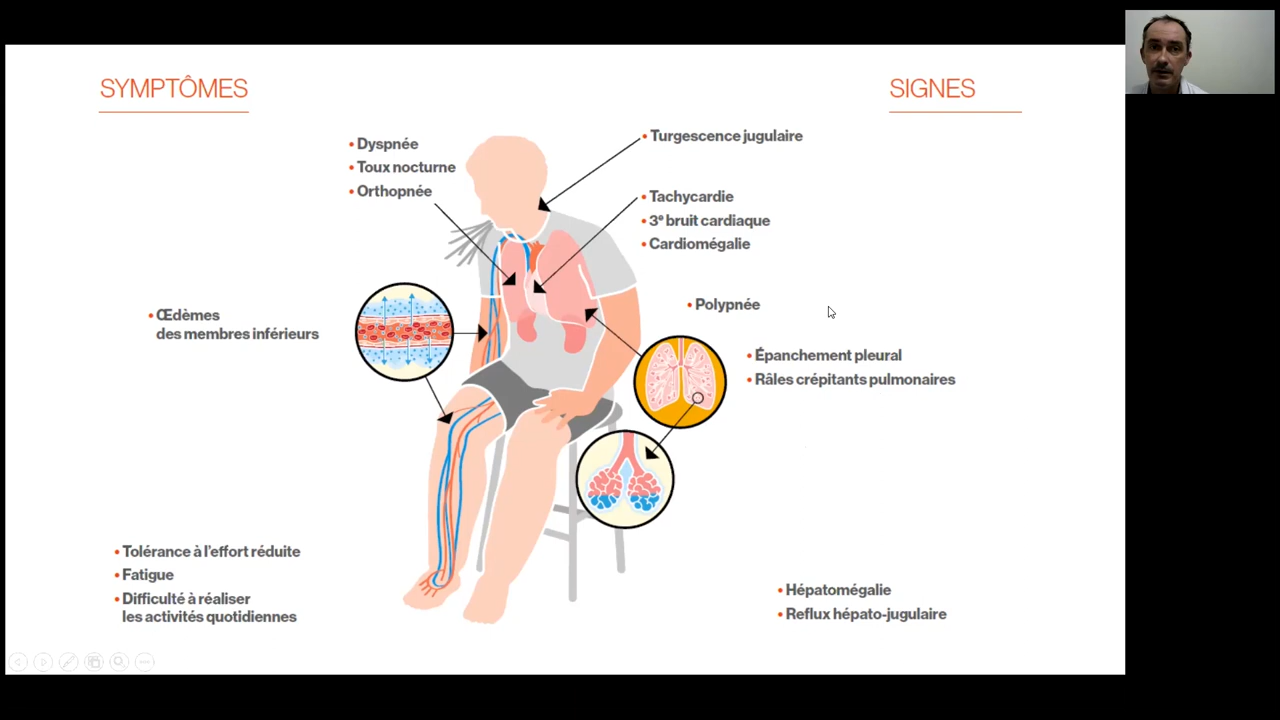 SYMPTÔMES
SIGNES
• Dyspnée
• Toux nocturne
• Orthopnée
• Turgescence jugulaire
• Tachycardie
• 3e bruit cardiaque
• Cardiomégalie
• Polypnée
• Œdèmes
des membres inférieurs
• Épanchement pleural
• Râles crépitants pulmonaires
• Tolérance à l'effort réduite
• Fatigue
• Difficulté à réaliser
les activités quotidiennes
• Hépatomégalie
• Reflux hépato-jugulaire